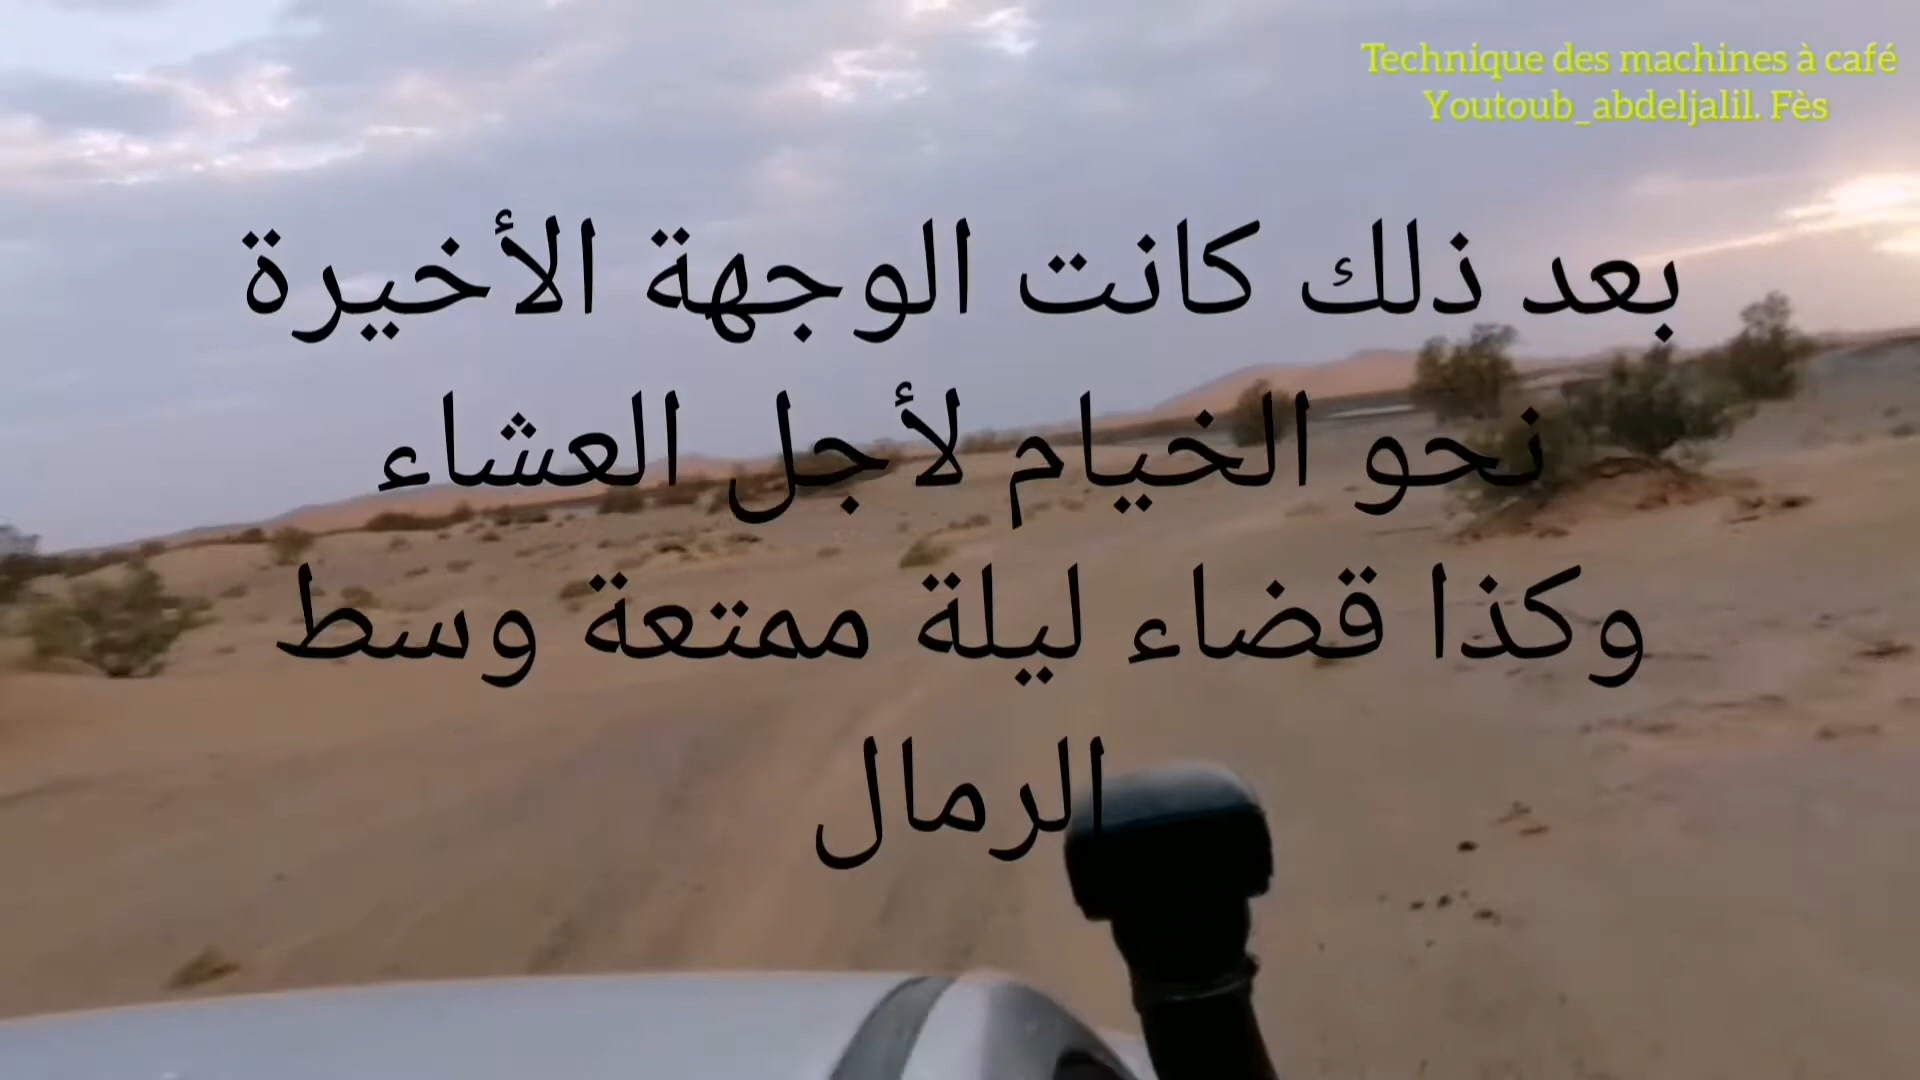 Technique des machines à café
Youtoub_abdeljalil. Fès
بعد ذلك كانت الوجهة الأخيرة
نحو الخيام لأجل العشاء
وكذا قضاء ليلة ممتعة وسط
الرمال